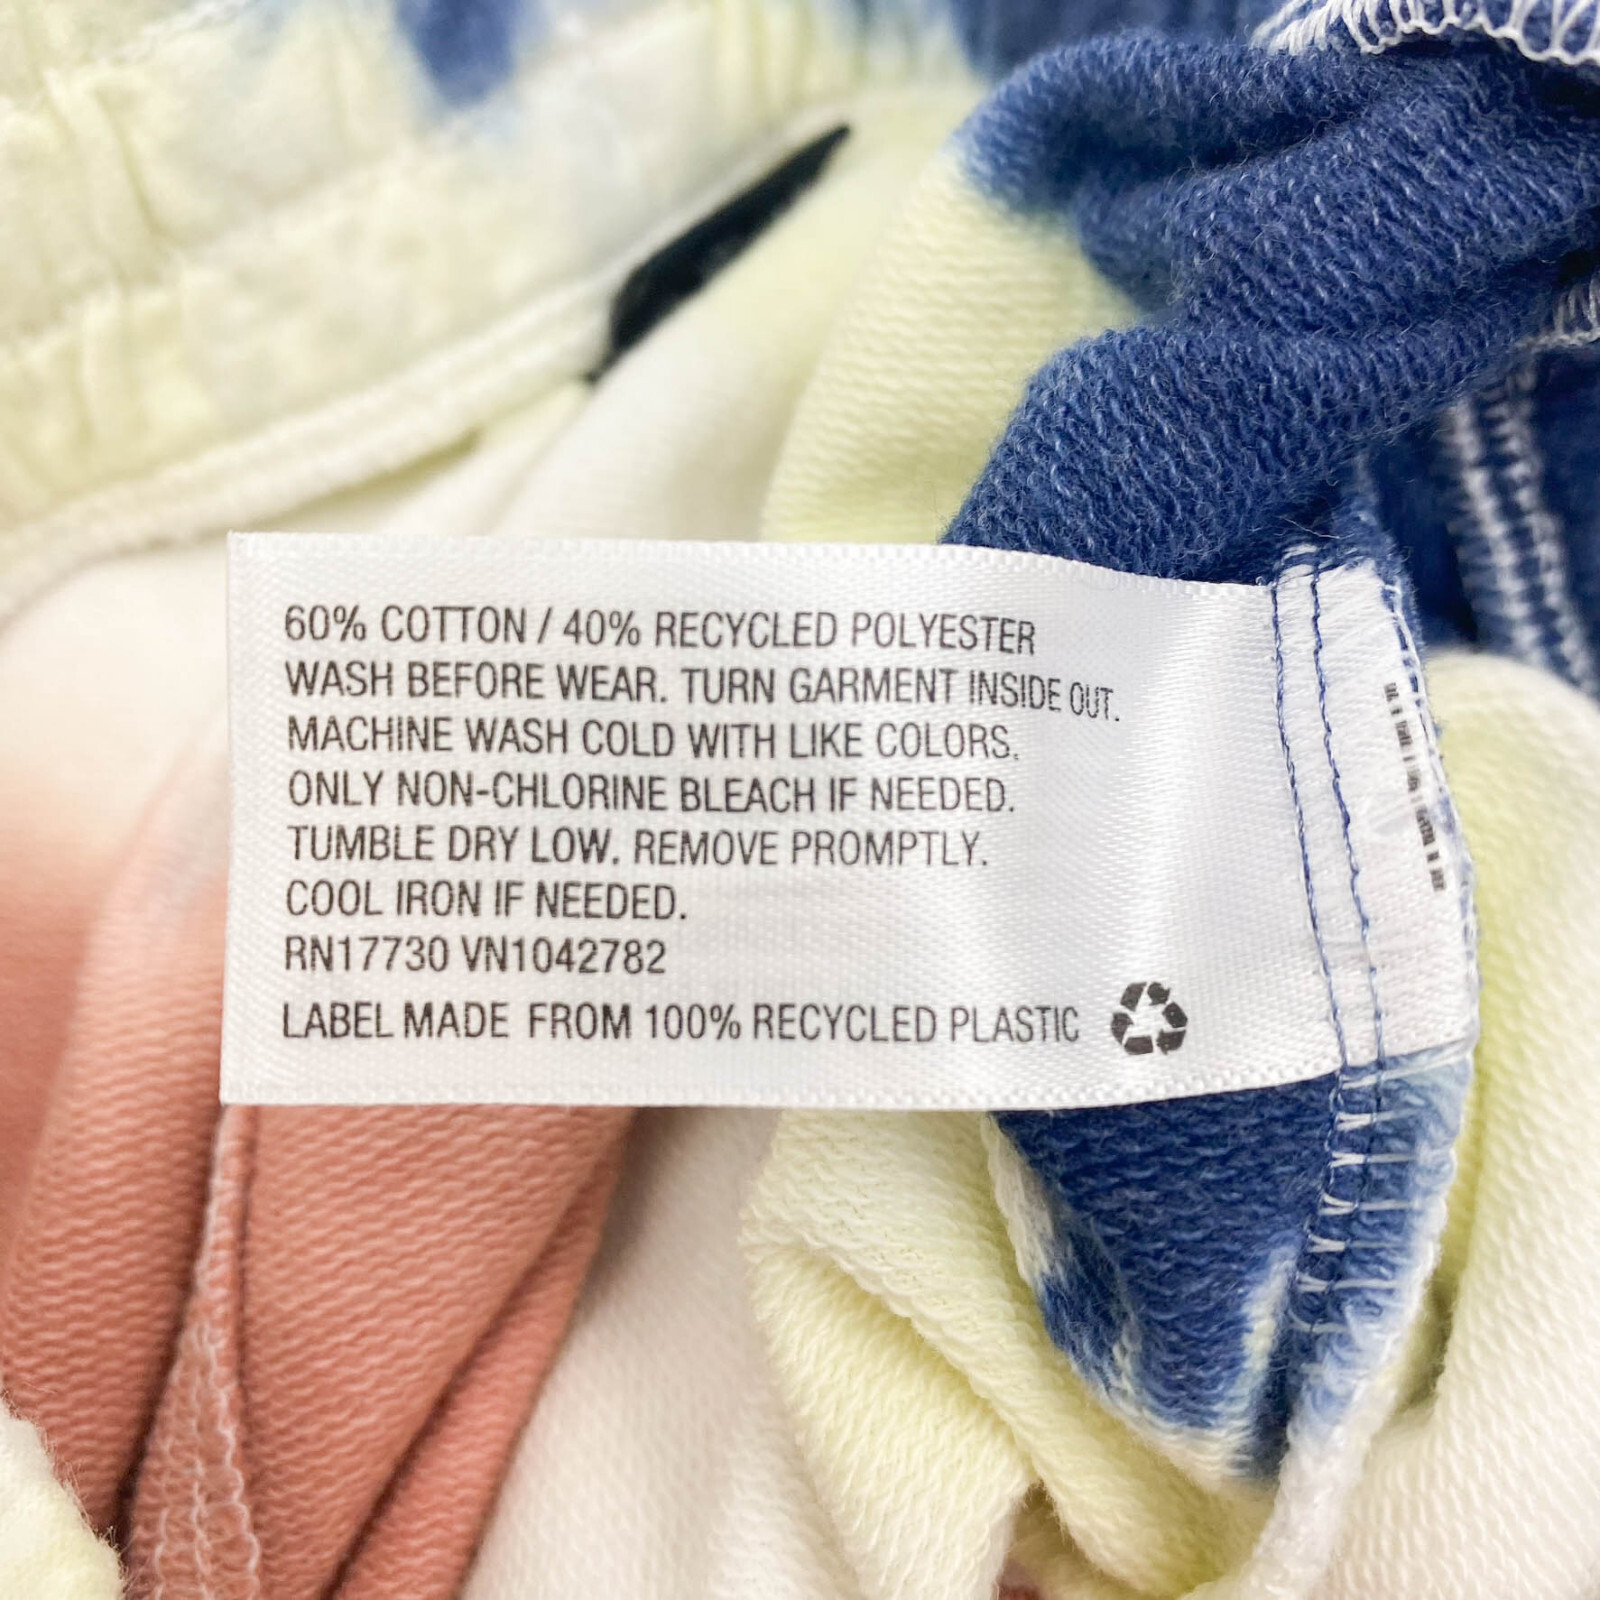 60% COTTON / 40% RECYCLED POLYESTER
WASH BEFORE WEAR. TURN GARMENT INSIDE OUT.
MACHINE WASH COLD WITH LIKE COLORS.
ONLY NON-CHLORINE BLEACH IF NEEDED.
TUMBLE DRY LOW. REMOVE PROMPTLY.
COOL IRON IF NEEDED.
RN17730 VN1042782
LABEL MADE FROM 100% RECYCLED PLASTIC